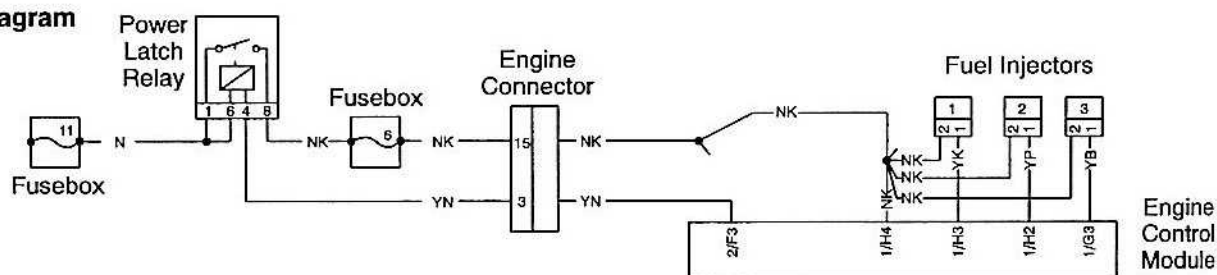 agram
Power
Latch
Relay
1 6 4 8
11
Fusebox
N
NK
Fusebox
6
NK
YN
Engine
Connector
15
3
NK
YN
NK
Fuel Injectors
1
2
3
2 1
2 1
2 1
NK
NK
NK
NK
YK
YP
YB
2/F3
1/H4
1/H3
1/H2
1/G3
Engine
Control
Module